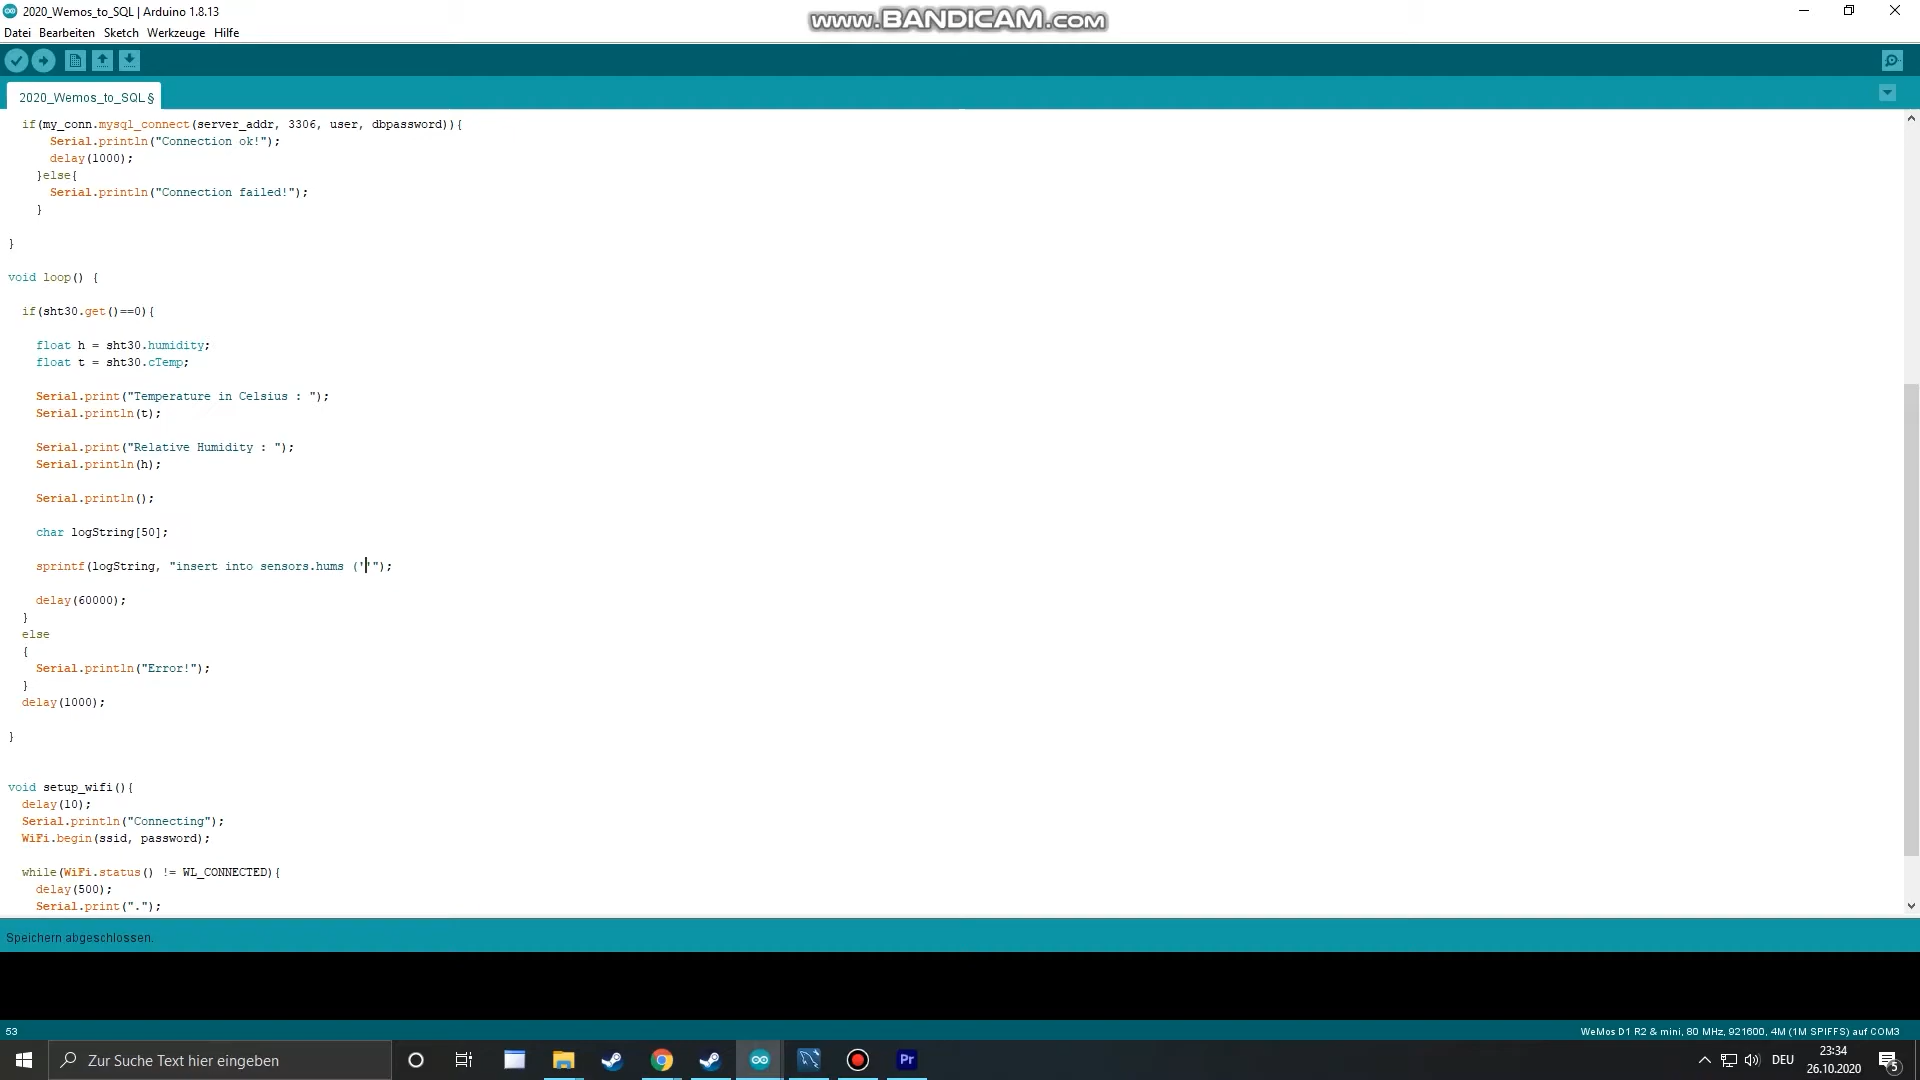 2020_Wemos_to_SQL | Arduino 1.8.13
www.BANDICAM.com
Datei Bearbeiten Sketch Werkzeuge Hilfe
2020_Wemos_to_SQL §
if(my_conn.mysql_connect(server_addr, 3306, user, dbpassword)){
Serial.println("Connection ok!");
delay(1000);
}else{
Serial.println("Connection failed!");
}
}
void loop() {
if(sht30.get()==0){
float h = sht30.humidity;
float t = sht30.cTemp;
Serial.print("Temperature in Celsius : ");
Serial.println(t);
Serial.print("Relative Humidity : ");
Serial.println(h);
Serial.println();
char logString[50];
sprintf(logString, "insert into sensors.hums (''");
delay(60000);
}
else
{
Serial.println("Error!");
}
delay(1000);
}
void setup_wifi(){
delay(10);
Serial.println("Connecting");
WiFi.begin(ssid, password);
while(WiFi.status() != WL_CONNECTED){
delay(500);
Serial.print(".");
Speichern abgeschlossen.
53
WeMos D1 R2 & mini, 80 MHz, 921600, 4M (1M SPIFFS) auf COM3
Zur Suche Text hier eingeben
Pr
DEU
23:34
26.10.2020
5